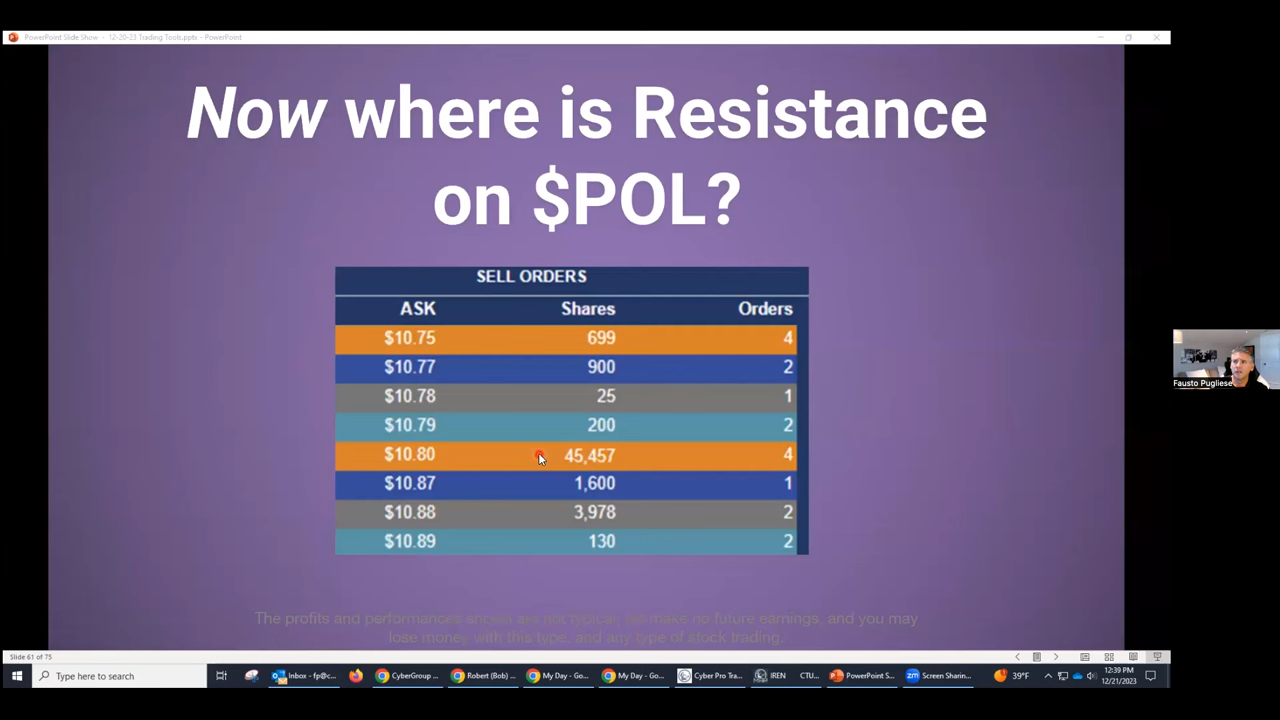 PowerPoint Slide Show - 12-20-23 Trading Tools.pptx - PowerPoint
Now where is Resistance
on $POL?
SELL ORDERS
ASK Shares Orders
$10.75 699 4
$10.77 900 2
$10.78 25 1
$10.79 200 2
$10.80 45,457 4
$10.87 1,600 1
$10.88 3,978 2
$10.89 130 2
Fausto Pugliese
The profits and performances shown are not typical, we make no future earnings, and you may
lose money with this type, and any type of stock trading.
Slide 61 of 75
Type here to search
Inbox - fp@c...
CyberGroup ...
Robert (Bob) ...
My Day - Go...
My Day - Go...
Cyber Pro Tra...
IREN CTU...
PowerPoint S...
zm Screen Sharin...
39°F
12:39 PM
12/21/2023